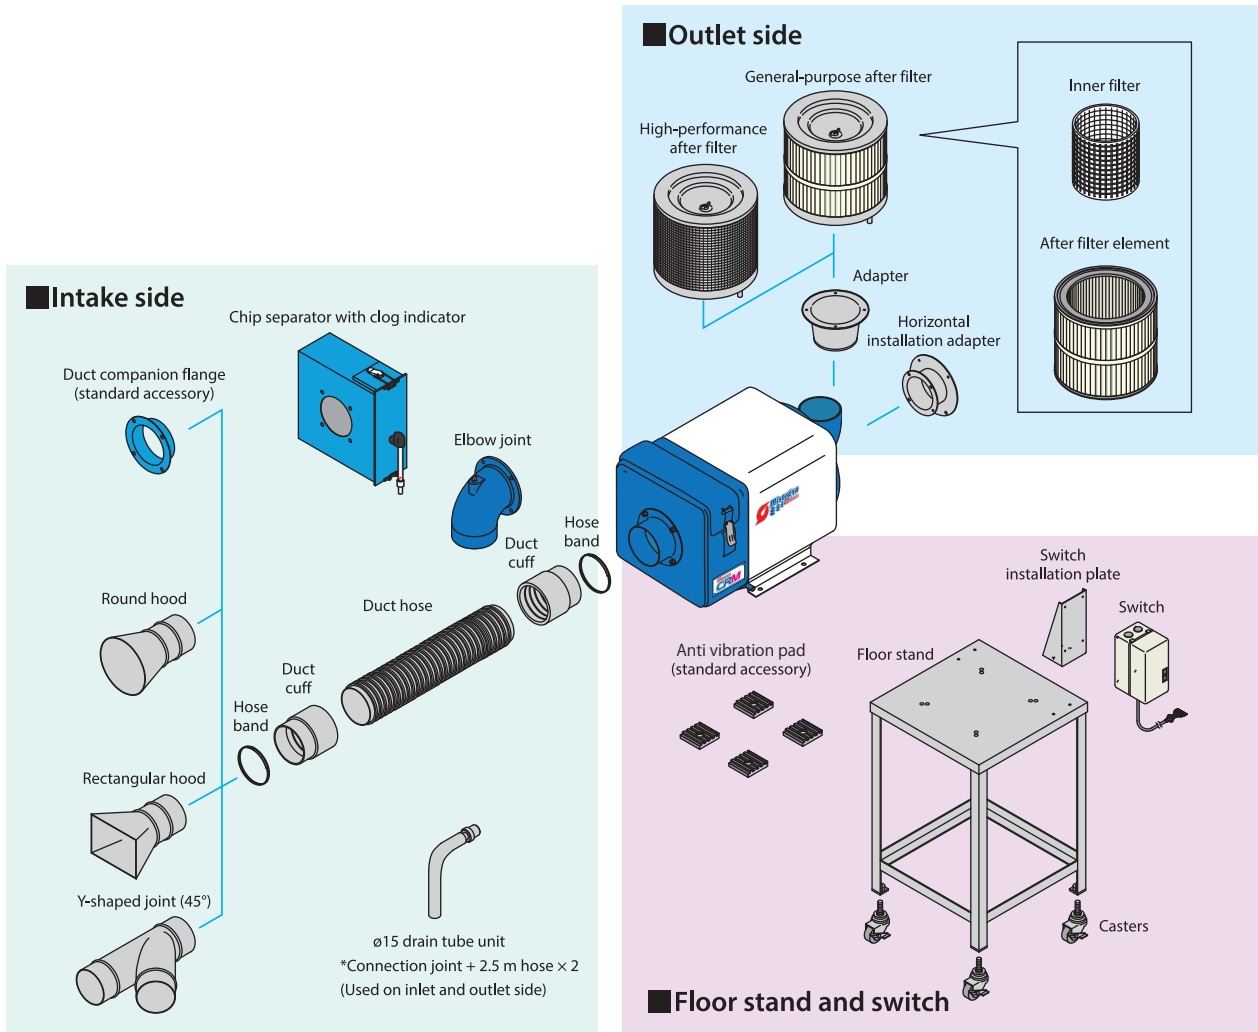 ■Outlet side
General-purpose after filter
High-performance
after filter
Inner filter
After filter element
Adapter
Horizontal
installation adapter
■Intake side
Chip separator with clog indicator
Duct companion flange
(standard accessory)
Elbow joint
Hose
band
Duct
cuff
Duct hose
Round hood
Duct
cuff
Hose
band
Rectangular hood
Y-shaped joint (45°)
ø15 drain tube unit
*Connection joint + 2.5 m hose × 2
(Used on inlet and outlet side)
CRM
Switch
installation plate
Switch
Anti vibration pad
(standard accessory)
Floor stand
Casters
■Floor stand and switch